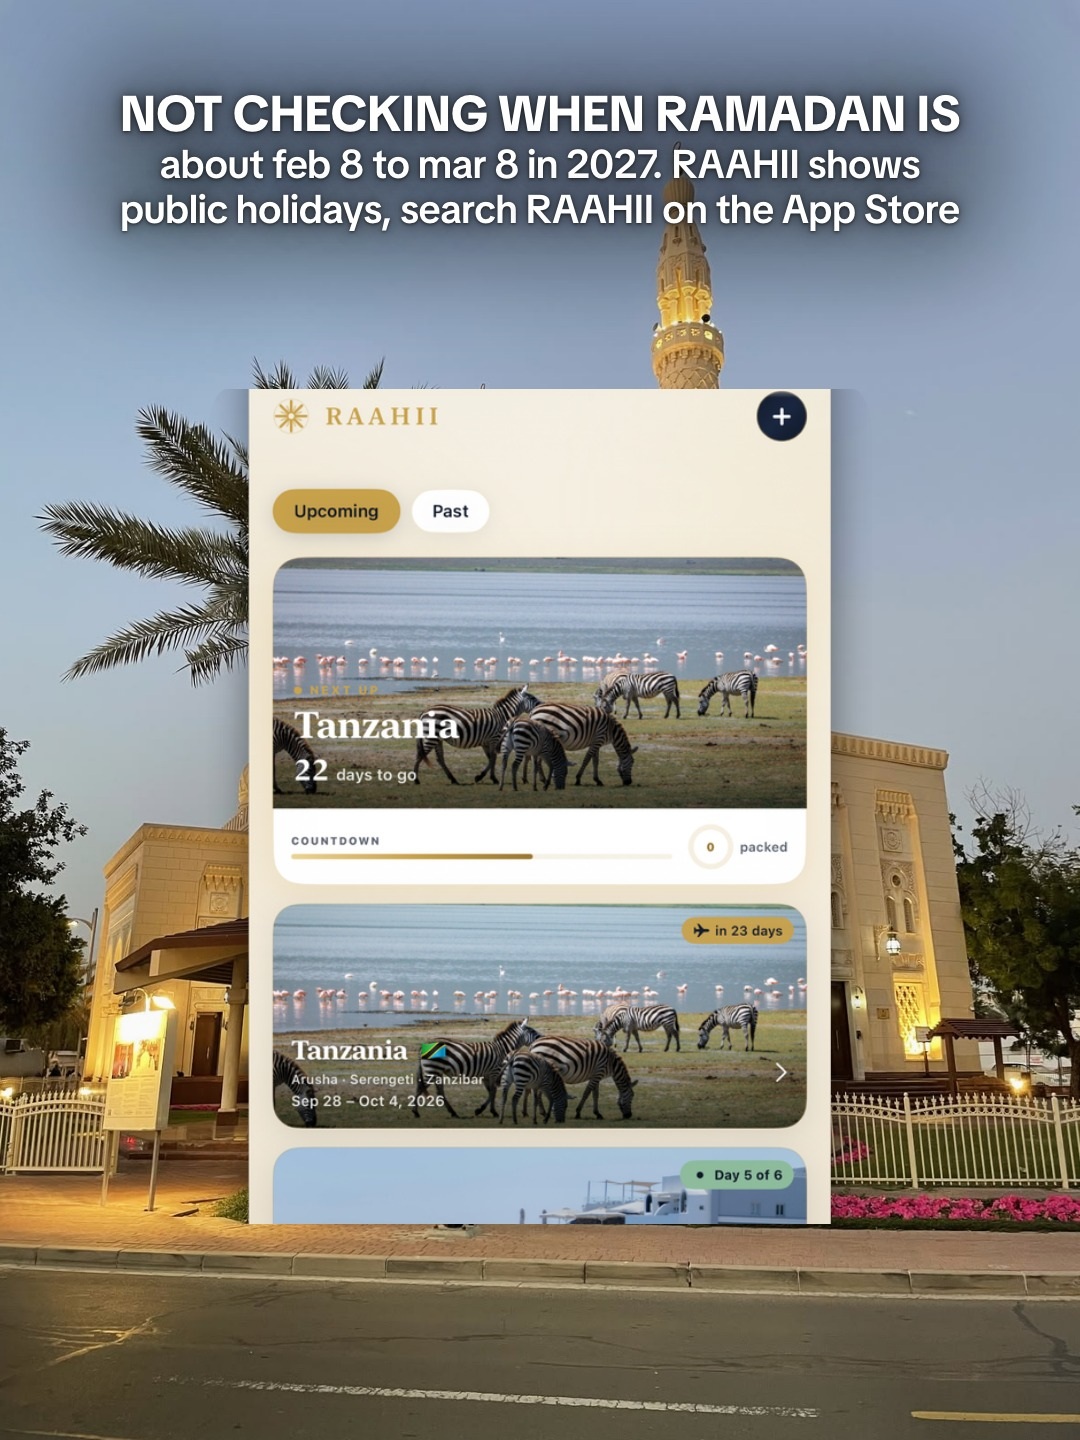 NOT CHECKING WHEN RAMADAN IS
about feb 8 to mar 8 in 2027. RAAHII shows
public holidays, search RAAHII on the App Store
RAAHII
Upcoming
Past
NEXT UP
Tanzania
22 days to go
COUNTDOWN
0 packed
in 23 days
Tanzania
Arusha · Serengeti · Zanzibar
Sep 28 – Oct 4, 2026
Day 5 of 6